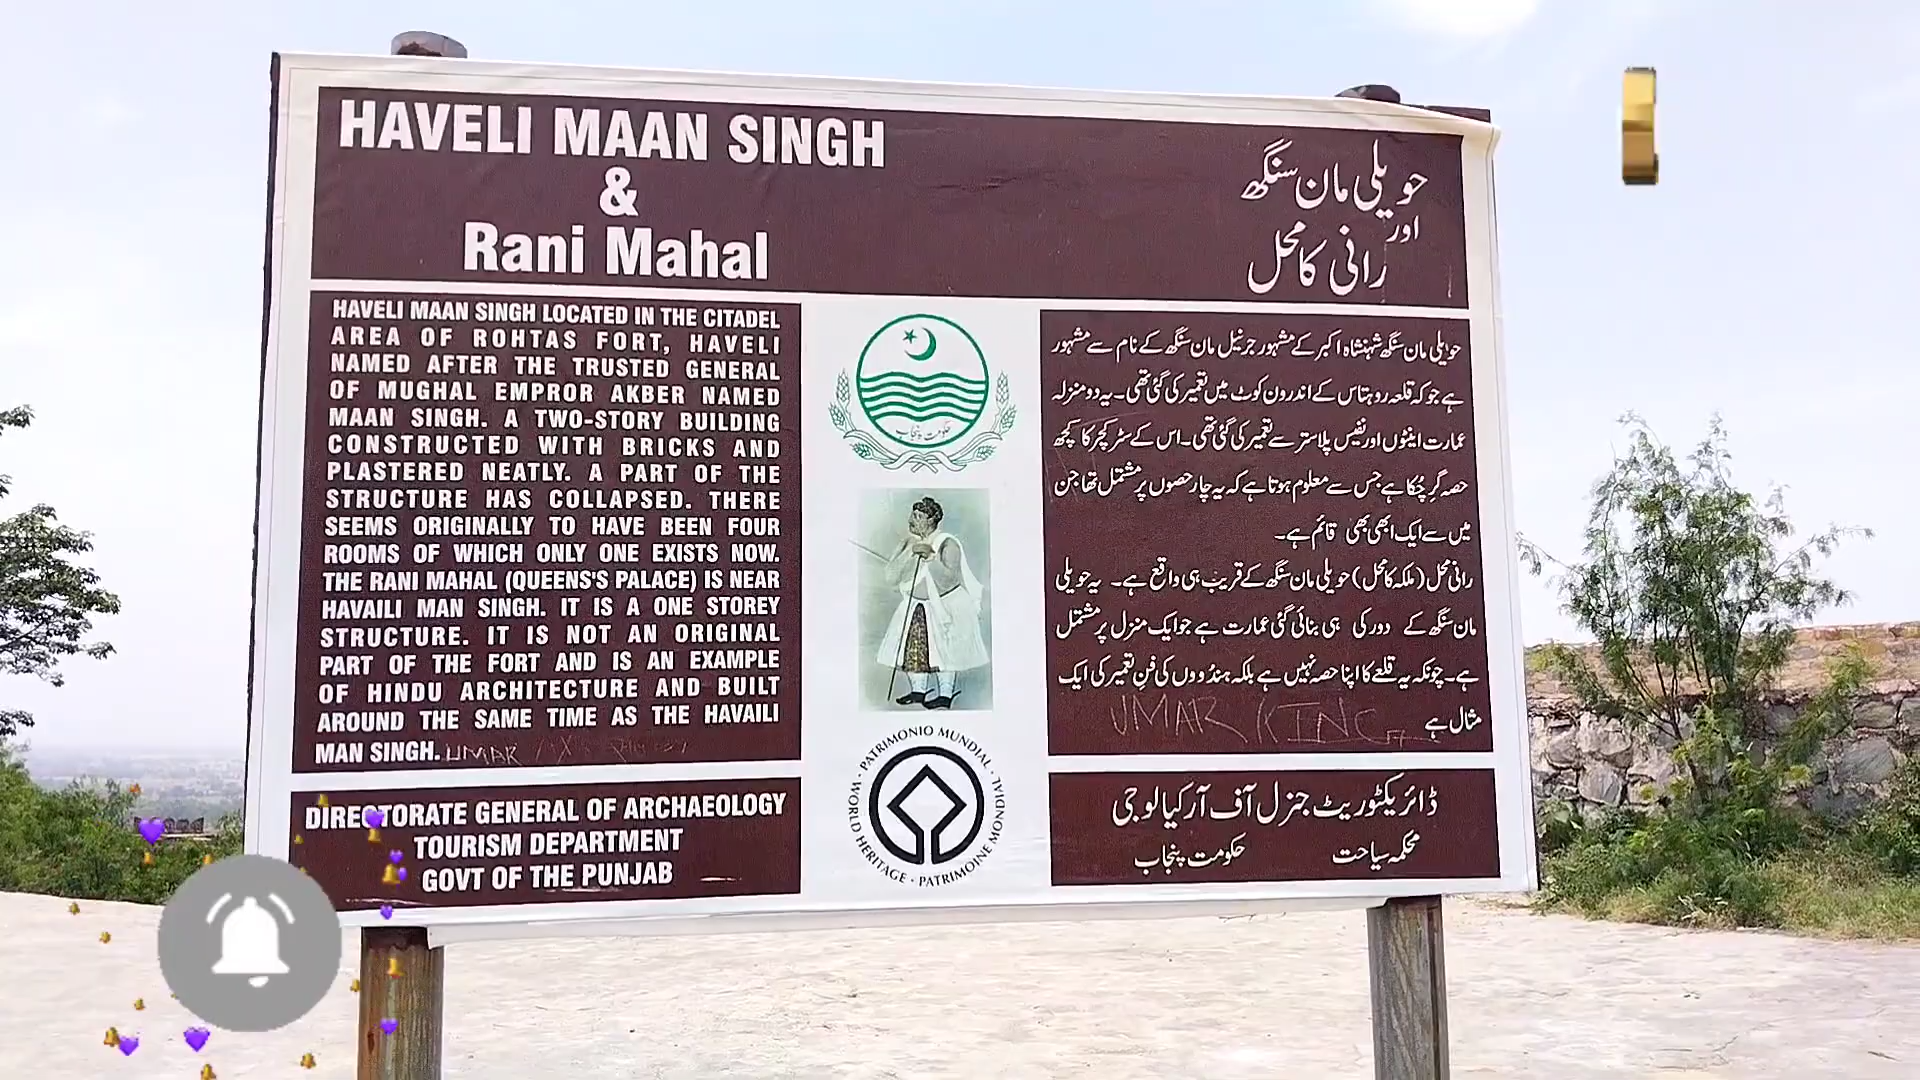 HAVELI MAAN SINGH
&
Rani Mahal
حویلی مان سنگھ
اور
رانی کا محل
HAVELI MAAN SINGH LOCATED IN THE CITADEL
AREA OF ROHTAS FORT, HAVELI
NAMED AFTER THE TRUSTED GENERAL
OF MUGHAL EMPROR AKBER NAMED
MAAN SINGH. A TWO-STORY BUILDING
CONSTRUCTED WITH BRICKS AND
PLASTERED NEATLY. A PART OF THE
STRUCTURE HAS COLLAPSED. THERE
SEEMS ORIGINALLY TO HAVE BEEN FOUR
ROOMS OF WHICH ONLY ONE EXISTS NOW.
THE RANI MAHAL (QUEENS'S PALACE) IS NEAR
HAVAILI MAN SINGH. IT IS A ONE STOREY
STRUCTURE. IT IS NOT AN ORIGINAL
PART OF THE FORT AND IS AN EXAMPLE
OF HINDU ARCHITECTURE AND BUILT
AROUND THE SAME TIME AS THE HAVAILI
MAN SINGH.
UMAR
حکومت پنجاب
PATRIMONIO MUNDIAL · WORLD HERITAGE · PATRIMOINE MONDIAL
حویلی مان سنگھ شہنشاہ اکبر کے مشہور جرنیل مان سنگھ کے نام سے مشہور
ہے جو کہ قلعہ روہتاس کے اندرون کوٹ میں تعمیر کی گئی تھی۔ یہ دو منزلہ
عمارت اینٹوں اور نفیس پلاستر سے تعمیر کی گئی تھی۔ اس کے سٹرکچر کا کچھ
حصہ گر چُکا ہے جس سے معلوم ہوتا ہے کہ یہ چار حصوں پر مشتمل تھا جن
میں سے ایک ابھی بھی قائم ہے۔
رانی محل (ملکہ کا محل) حویلی مان سنگھ کے قریب ہی واقع ہے۔ یہ حویلی
مان سنگھ کے دور کی ہی بنائی گئی عمارت ہے جو ایک منزل پر مشتمل
ہے۔ چونکہ یہ قلعے کا اپنا حصہ نہیں ہے بلکہ ہندوؤں کی فنِ تعمیر کی ایک
مثال ہے
UMAR KING
DIRECTORATE GENERAL OF ARCHAEOLOGY
TOURISM DEPARTMENT
GOVT OF THE PUNJAB
ڈائریکٹوریٹ جنرل آف آرکیالوجی
محکمہ سیاحت حکومت پنجاب